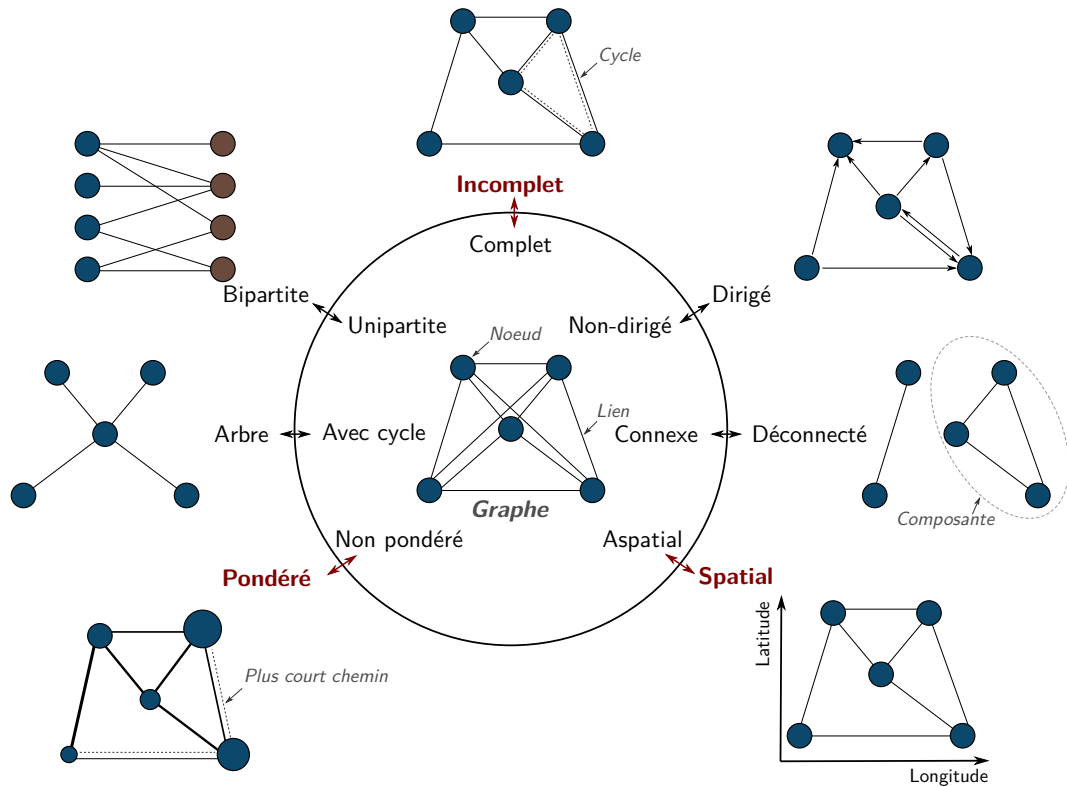 Cycle
Incomplet
Complet
Bipartite
Unipartite
Dirigé
Non-dirigé
Noeud
Lien
Arbre
Avec cycle
Connexe
Déconnecté
Graphe
Composante
Non pondéré
Pondéré
Aspatial
Spatial
Plus court chemin
Latitude
Longitude